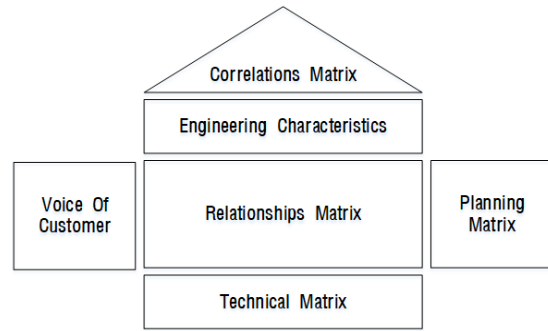 Correlations Matrix
Engineering Characteristics
Voice Of
Customer
Relationships Matrix
Planning
Matrix
Technical Matrix